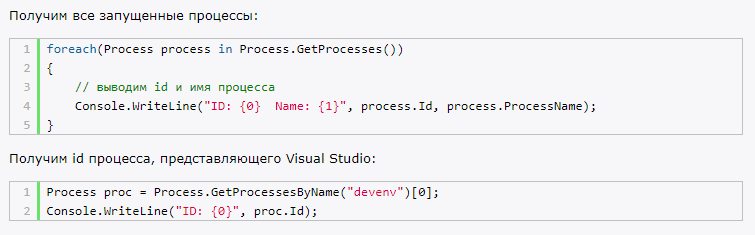 Получим все запущенные процессы:
1 foreach(Process process in Process.GetProcesses())
2 {
3     // выводим id и имя процесса
4     Console.WriteLine("ID: {0}  Name: {1}", process.Id, process.ProcessName);
5 }
Получим id процесса, представляющего Visual Studio:
1 Process proc = Process.GetProcessesByName("devenv")[0];
2 Console.WriteLine("ID: {0}", proc.Id);